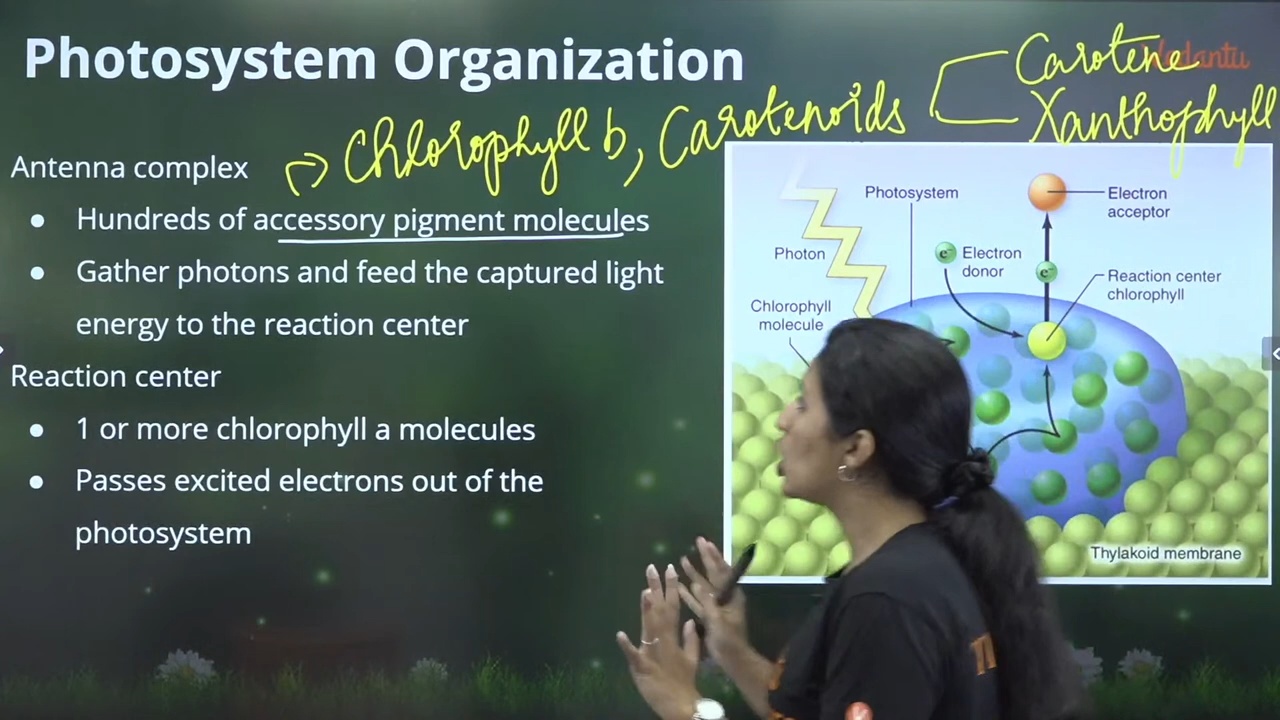 Photosystem Organization
Carotene
Vedantu
Xanthophyll
Chlorophyll b, Carotenoids
Antenna complex
● Hundreds of accessory pigment molecules
● Gather photons and feed the captured light
energy to the reaction center
Reaction center
● 1 or more chlorophyll a molecules
● Passes excited electrons out of the
photosystem
Photosystem
Electron
acceptor
Photon
e⁻
Electron
donor
e⁻
Reaction center
chlorophyll
Chlorophyll
molecule
Thylakoid membrane